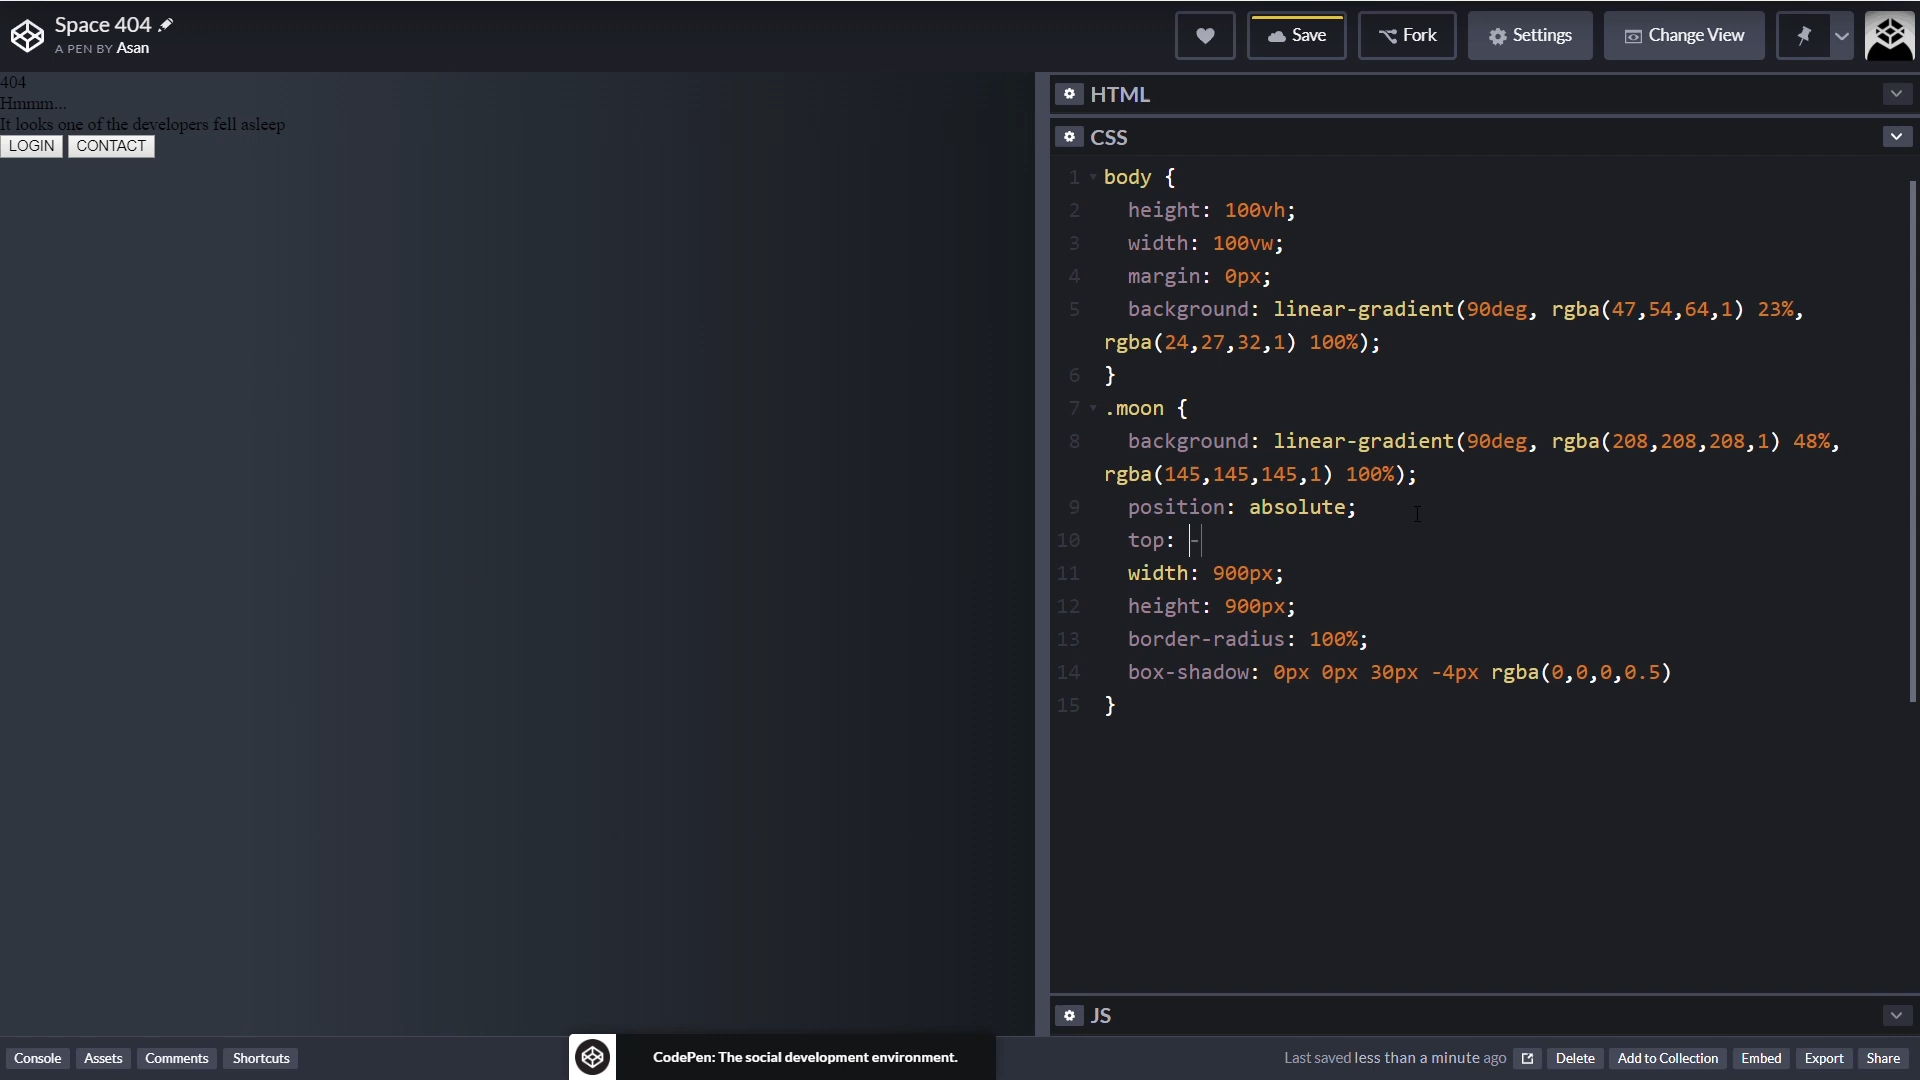 Space 404
A PEN BY Asan
Save
Fork
Settings
Change View
404
Hmmm...
It looks one of the developers fell asleep
LOGIN CONTACT
HTML
CSS
1 body {
2 height: 100vh;
3 width: 100vw;
4 margin: 0px;
5 background: linear-gradient(90deg, rgba(47,54,64,1) 23%,
rgba(24,27,32,1) 100%);
6 }
7 .moon {
8 background: linear-gradient(90deg, rgba(208,208,208,1) 48%,
rgba(145,145,145,1) 100%);
9 position: absolute;
10 top: -
11 width: 900px;
12 height: 900px;
13 border-radius: 100%;
14 box-shadow: 0px 0px 30px -4px rgba(0,0,0,0.5)
15 }
JS
Console Assets Comments Shortcuts
CodePen: The social development environment.
Last saved less than a minute ago
Delete Add to Collection Embed Export Share